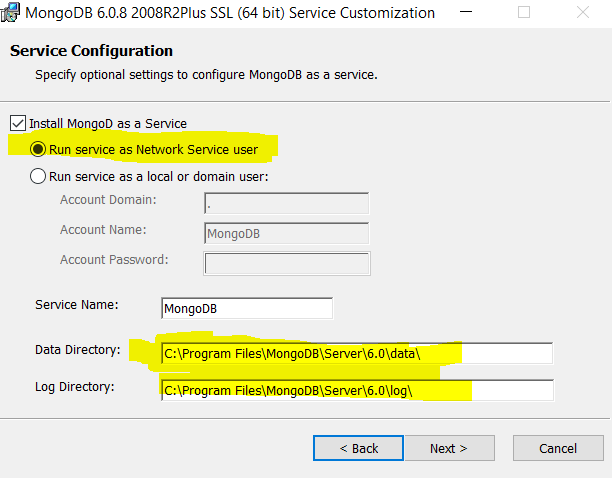 MongoDB 6.0.8 2008R2Plus SSL (64 bit) Service Customization
Service Configuration
Specify optional settings to configure MongoDB as a service.
Install MongoD as a Service
Run service as Network Service user
Run service as a local or domain user:
Account Domain: .
Account Name: MongoDB
Account Password:
Service Name: MongoDB
Data Directory: C:\Program Files\MongoDB\Server\6.0\data\
Log Directory: C:\Program Files\MongoDB\Server\6.0\log\
< Back Next > Cancel